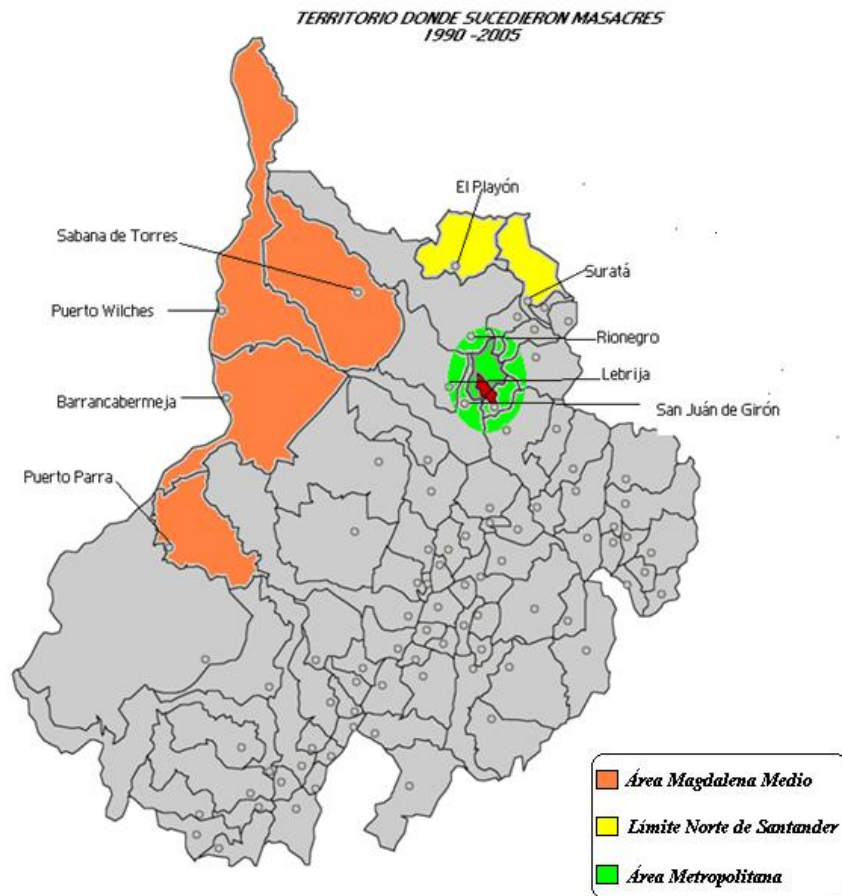 TERRITORIO DONDE SUCEDIERON MASACRES
1990 -2005
El Playón
Sabana de Torres
Suratá
Puerto Wilches
Rionegro
Lebrija
Barrancabermeja
San Juán de Girón
Puerto Parra
Área Magdalena Medio
Límite Norte de Santander
Área Metropolitana